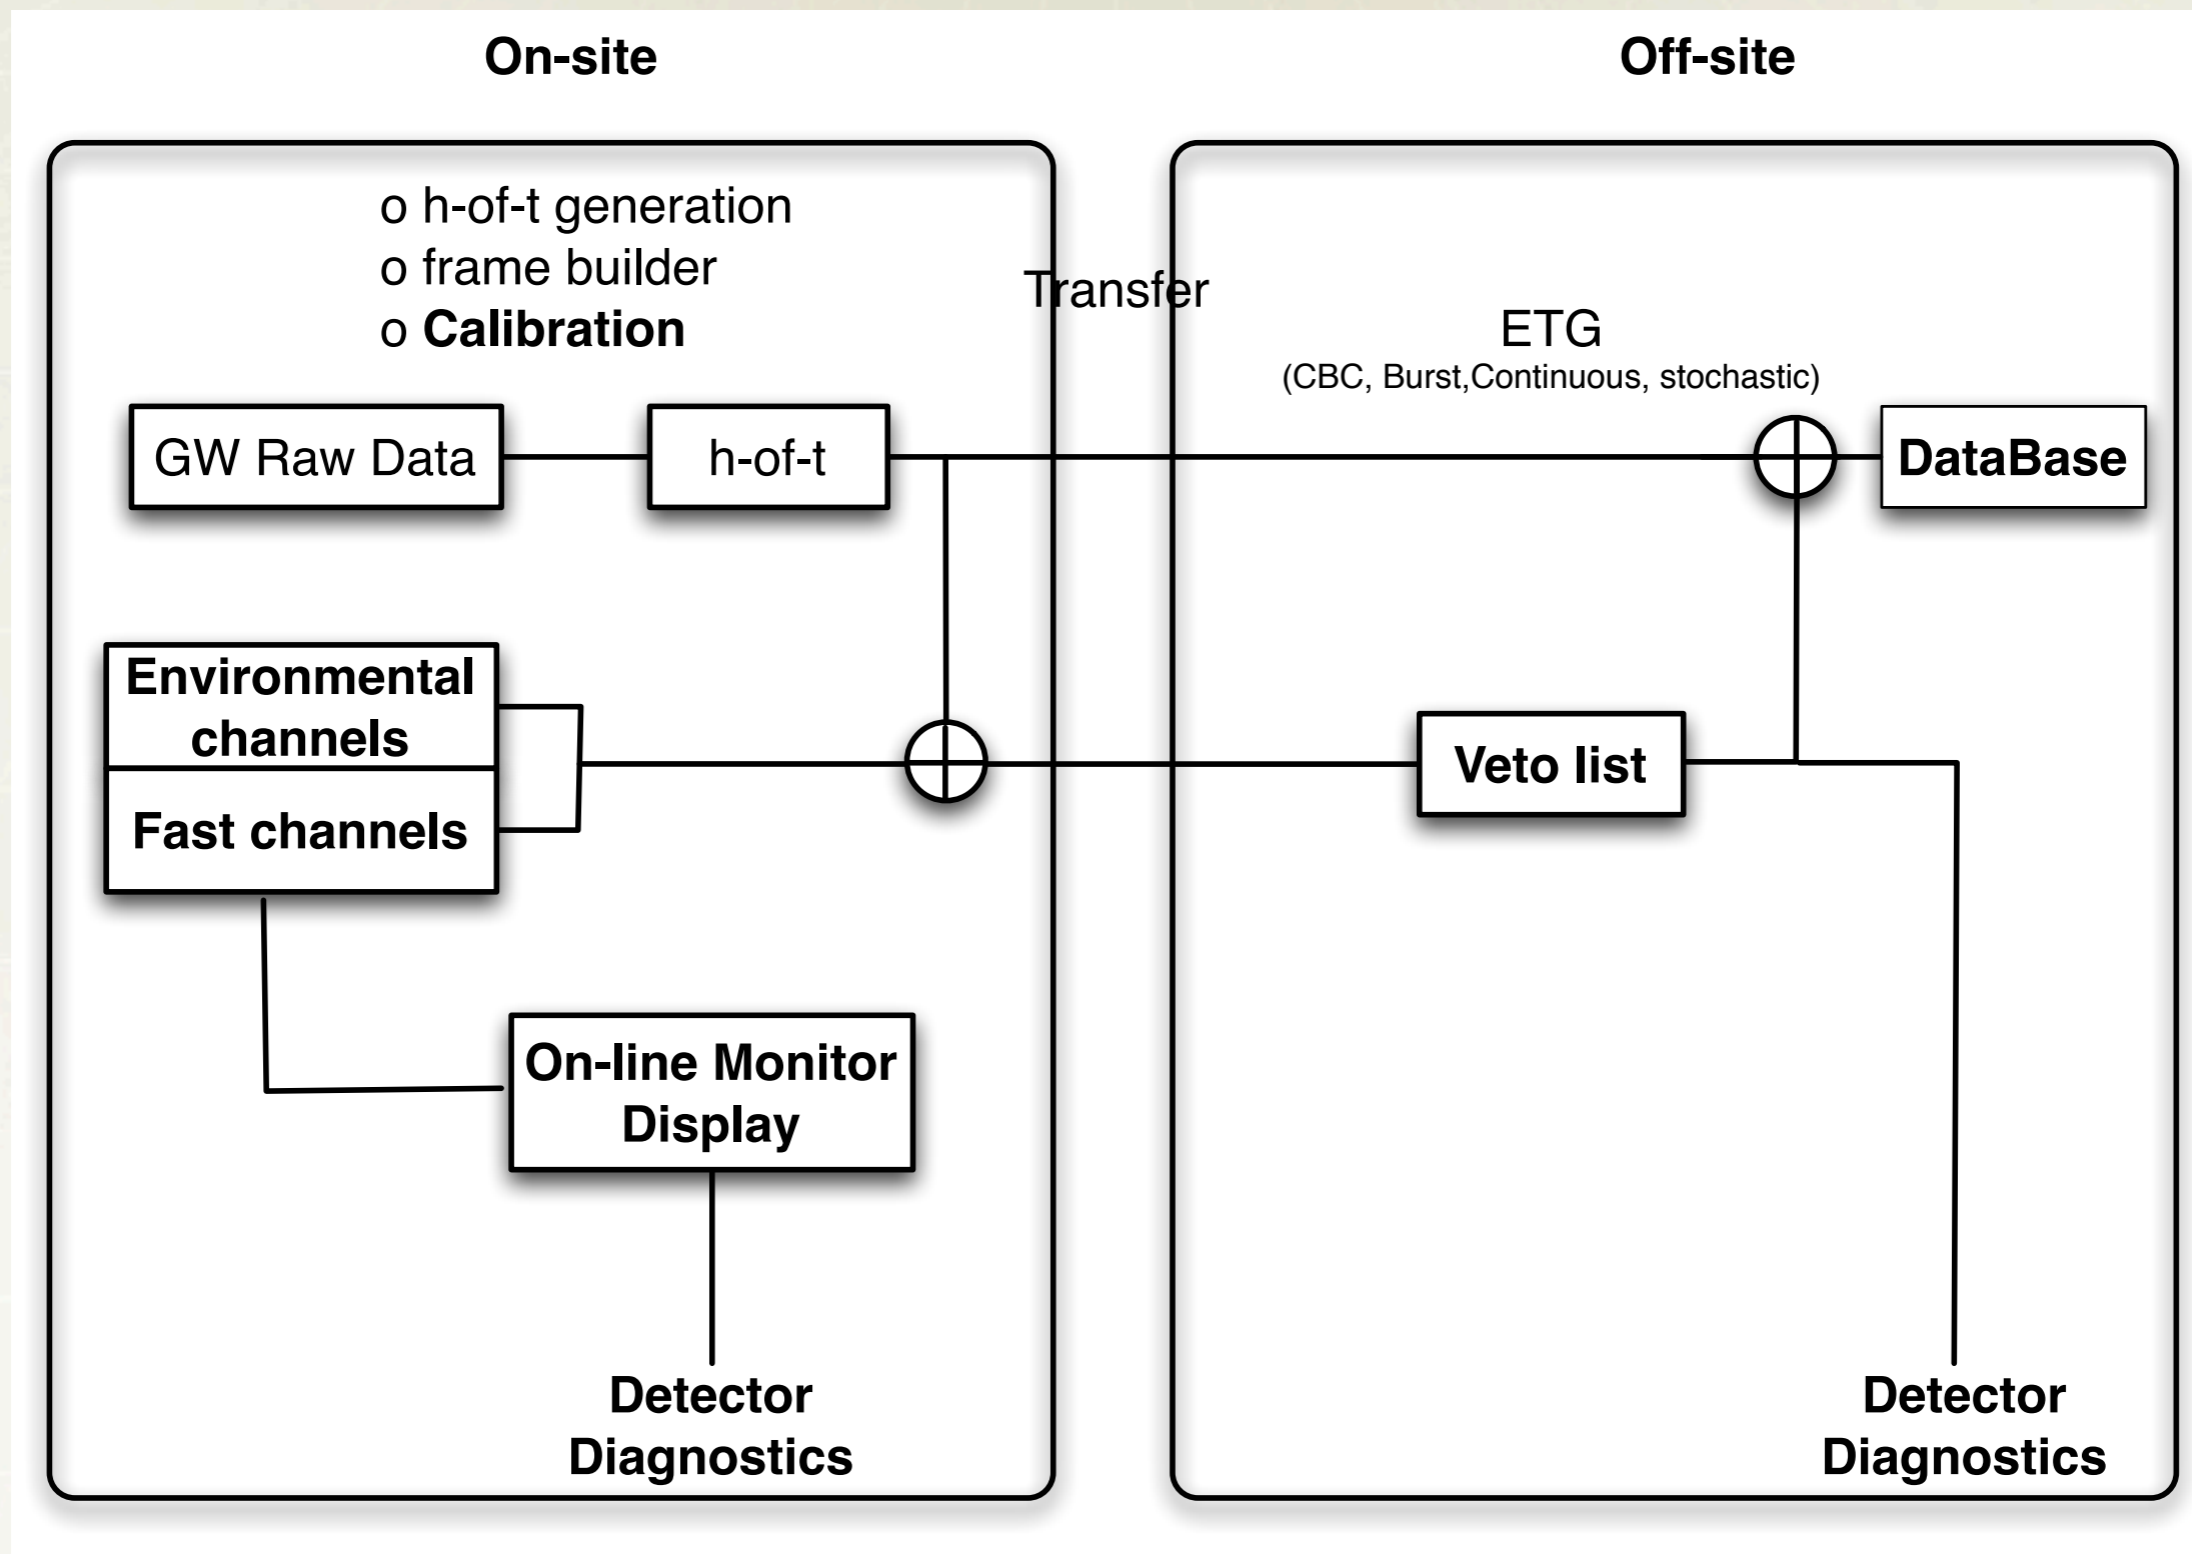 On-site
Off-site
o h-of-t generation
o frame builder
o Calibration
Transfer
ETG
(CBC, Burst,Continuous, stochastic)
GW Raw Data
h-of-t
DataBase
Environmental
channels
Fast channels
Veto list
On-line Monitor
Display
Detector
Diagnostics
Detector
Diagnostics